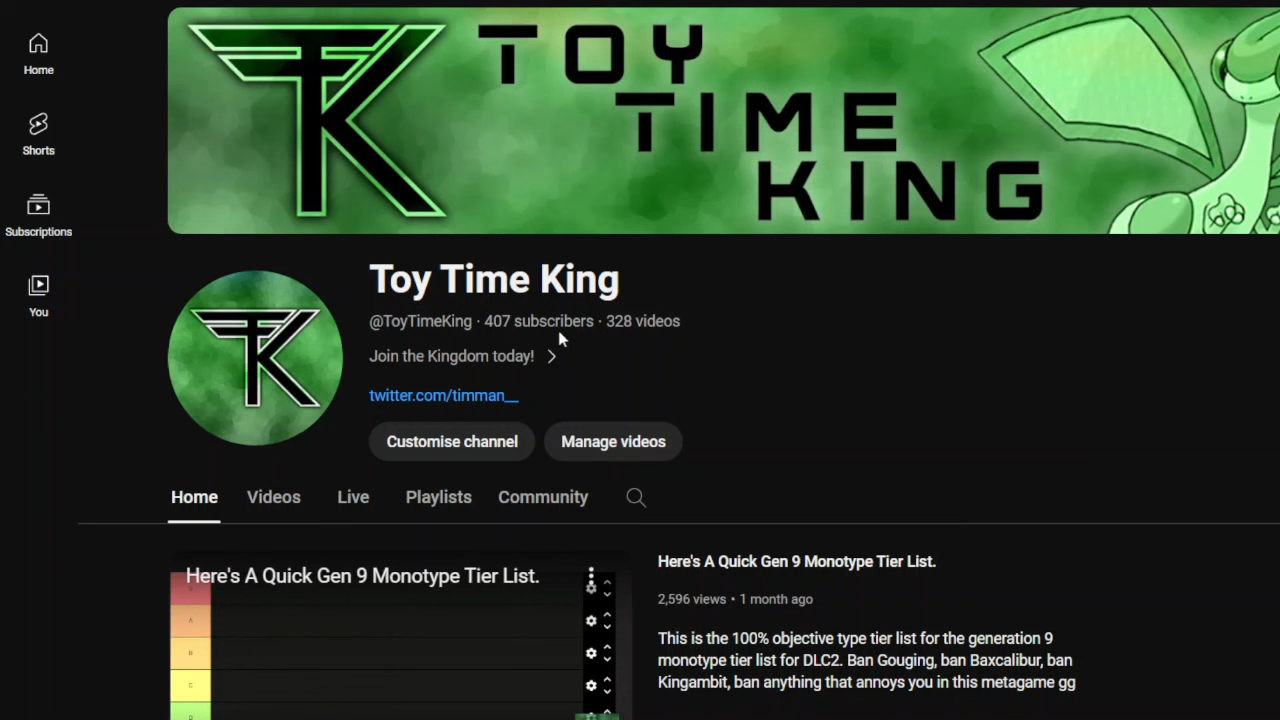 TK
TOY
TIME
KING
Home
Shorts
Subscriptions
You
TK
Toy Time King
@ToyTimeKing · 407 subscribers · 328 videos
Join the Kingdom today!
twitter.com/timman__
Customise channel
Manage videos
Home Videos Live Playlists Community
Here's A Quick Gen 9 Monotype Tier List.
A
B
C
D
Here's A Quick Gen 9 Monotype Tier List.
2,596 views • 1 month ago
This is the 100% objective type tier list for the generation 9
monotype tier list for DLC2. Ban Gouging, ban Baxcalibur, ban
Kingambit, ban anything that annoys you in this metagame gg